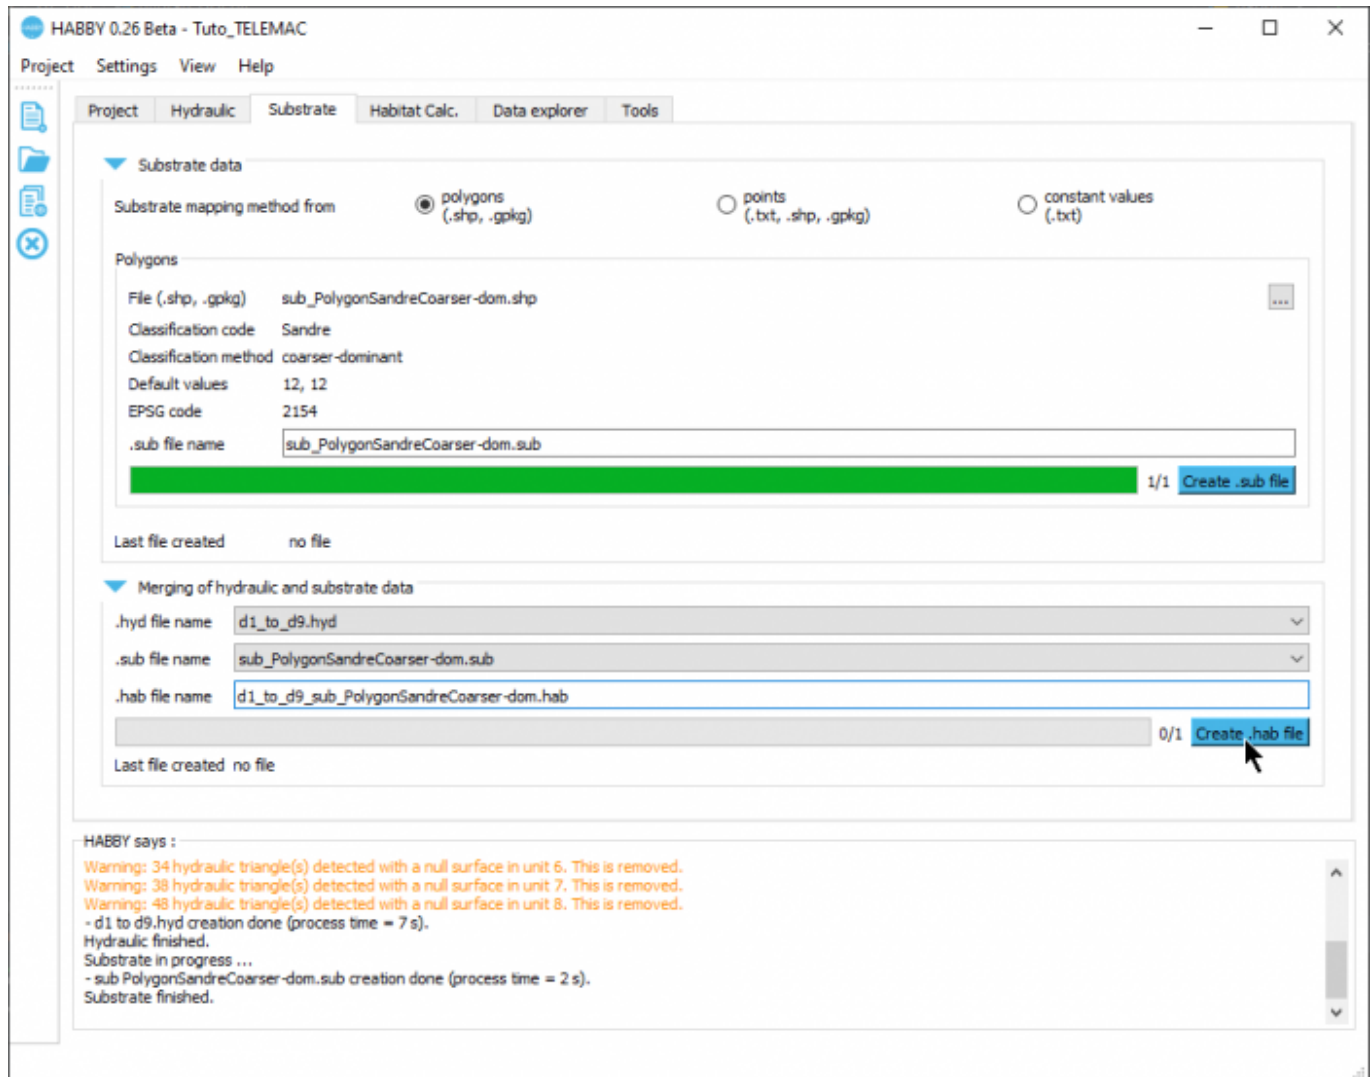 HABBY 0.26 Beta - Tuto_TELEMAC
Project Settings View Help
Project Hydraulic Substrate Habitat Calc. Data explorer Tools
Substrate data
Substrate mapping method from
polygons
(.shp, .gpkg)
points
(.txt, .shp, .gpkg)
constant values
(.txt)
Polygons
File (.shp, .gpkg) sub_PolygonSandreCoarser-dom.shp ...
Classification code Sandre
Classification method coarser-dominant
Default values 12, 12
EPSG code 2154
.sub file name sub_PolygonSandreCoarser-dom.sub
1/1 Create .sub file
Last file created no file
Merging of hydraulic and substrate data
.hyd file name d1_to_d9.hyd
.sub file name sub_PolygonSandreCoarser-dom.sub
.hab file name d1_to_d9_sub_PolygonSandreCoarser-dom.hab
0/1 Create .hab file
Last file created no file
HABBY says :
Warning: 34 hydraulic triangle(s) detected with a null surface in unit 6. This is removed.
Warning: 38 hydraulic triangle(s) detected with a null surface in unit 7. This is removed.
Warning: 48 hydraulic triangle(s) detected with a null surface in unit 8. This is removed.
- d1 to d9.hyd creation done (process time = 7 s).
Hydraulic finished.
Substrate in progress ...
- sub PolygonSandreCoarser-dom.sub creation done (process time = 2 s).
Substrate finished.